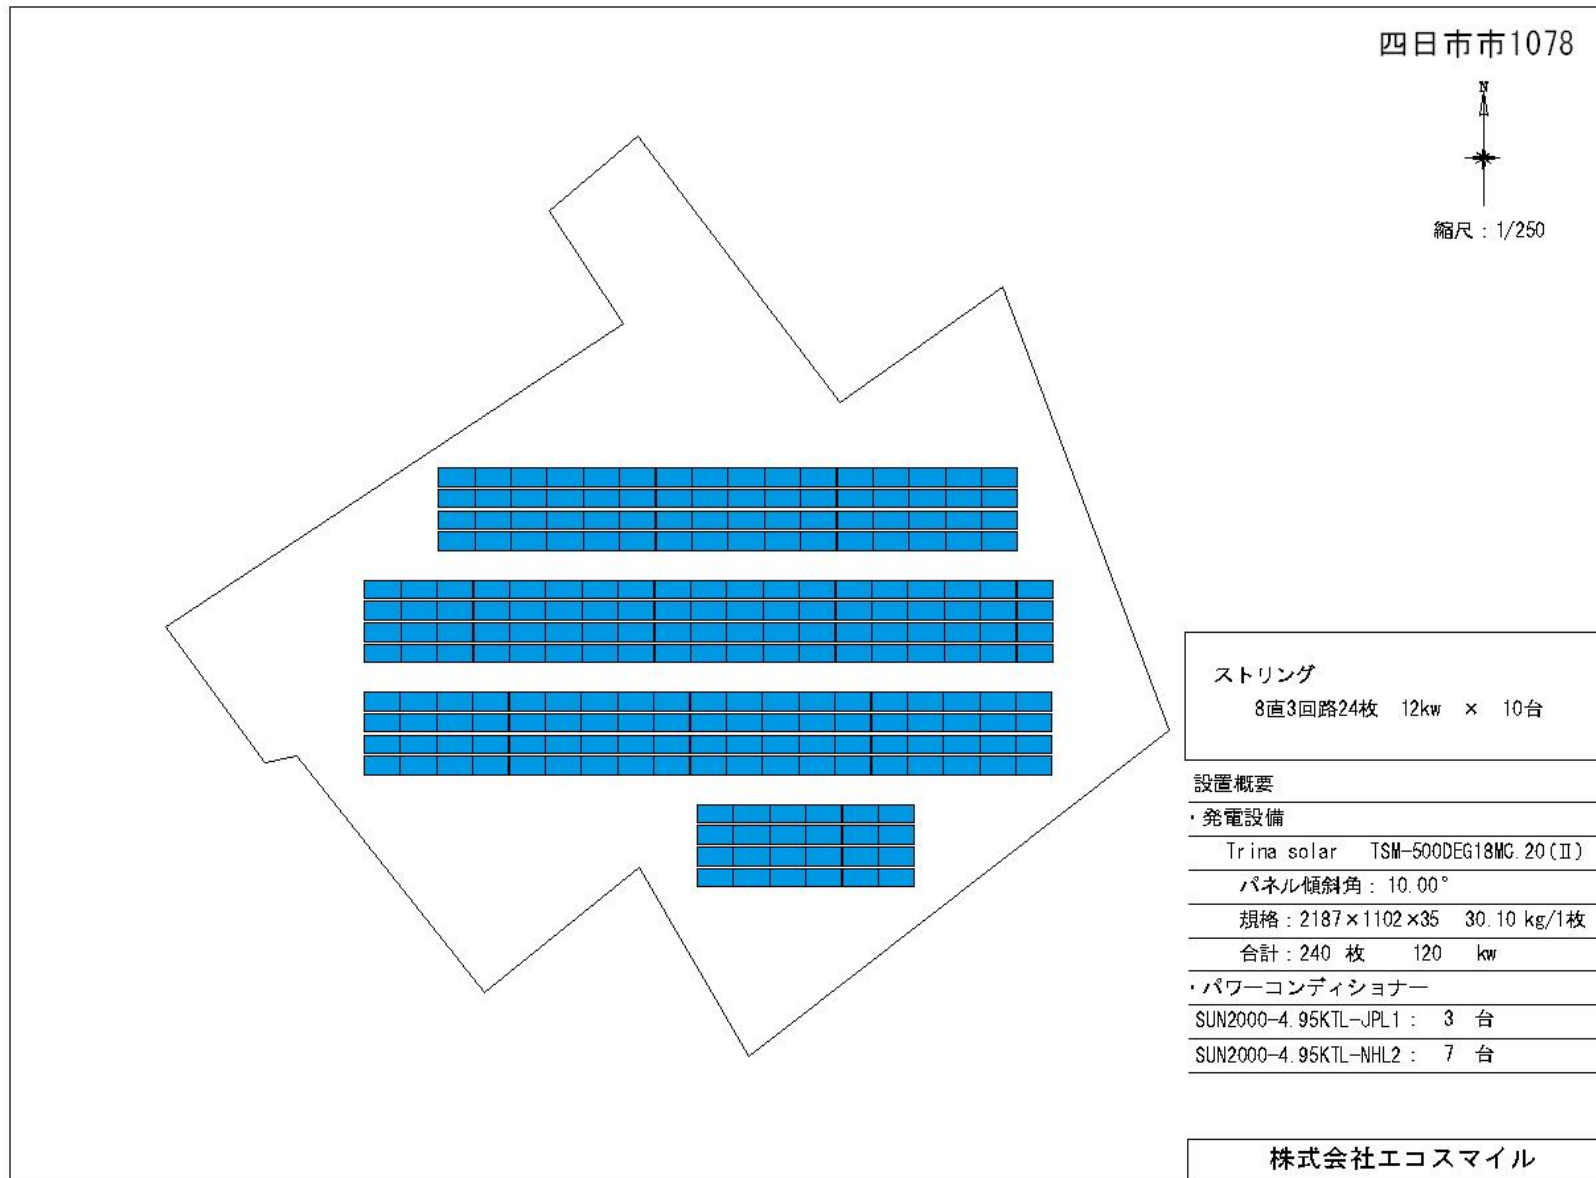 四日市市1078
N
縮尺：1/250
ストリング
8直3回路24枚　12kw　×　10台
設置概要
・発電設備
Trina solar　TSM-500DEG18MC.20(Ⅱ)
パネル傾斜角：10.00°
規格：2187×1102×35　30.10 kg/1枚
合計：240 枚　120　kw
・パワーコンディショナー
SUN2000-4.95KTL-JPL1：　3　台
SUN2000-4.95KTL-NHL2：　7　台
株式会社エコスマイル